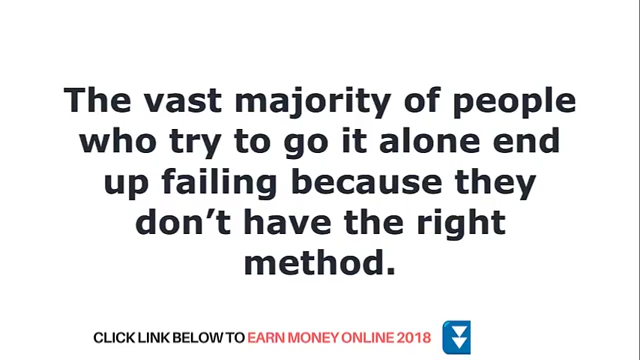 The vast majority of people
who try to go it alone end
up failing because they
don’t have the right
method.
CLICK LINK BELOW TO EARN MONEY ONLINE 2018